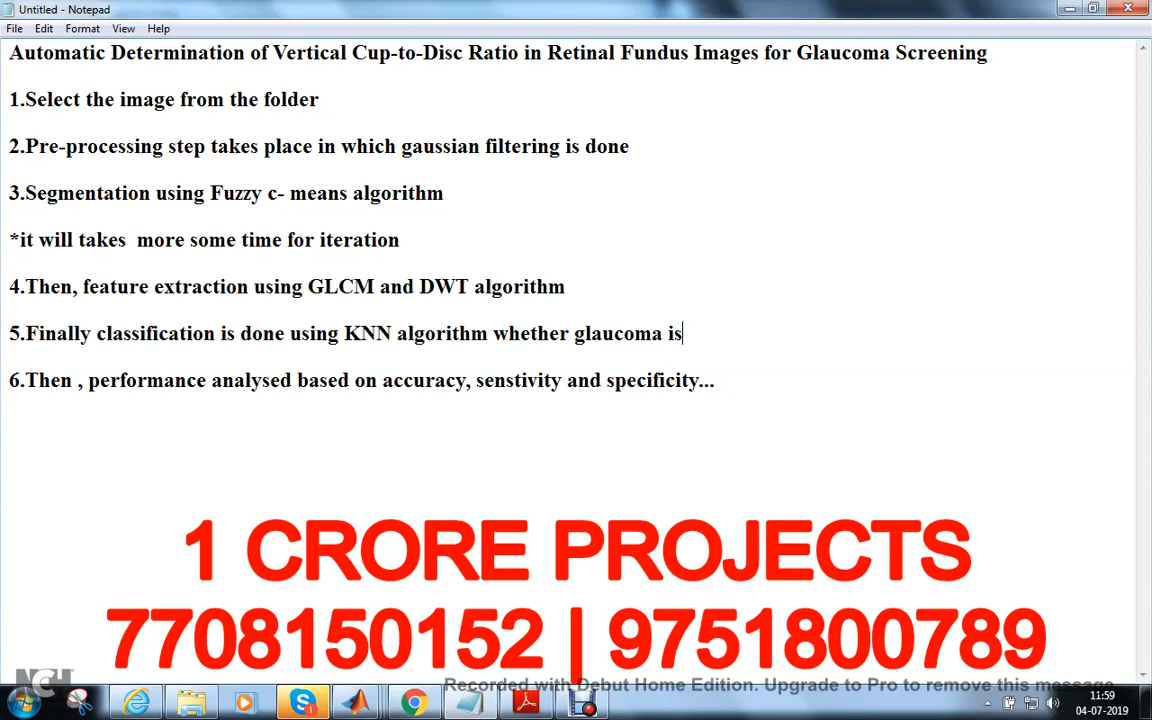 Untitled - Notepad
File Edit Format View Help
Automatic Determination of Vertical Cup-to-Disc Ratio in Retinal Fundus Images for Glaucoma Screening
1.Select the image from the folder
2.Pre-processing step takes place in which gaussian filtering is done
3.Segmentation using Fuzzy c- means algorithm
*it will takes  more some time for iteration
4.Then, feature extraction using GLCM and DWT algorithm
5.Finally classification is done using KNN algorithm whether glaucoma is
6.Then , performance analysed based on accuracy, senstivity and specificity...
1 CRORE PROJECTS
7708150152 | 9751800789
NCH
Recorded with Debut Home Edition. Upgrade to Pro to remove this message.
11:59
04-07-2019